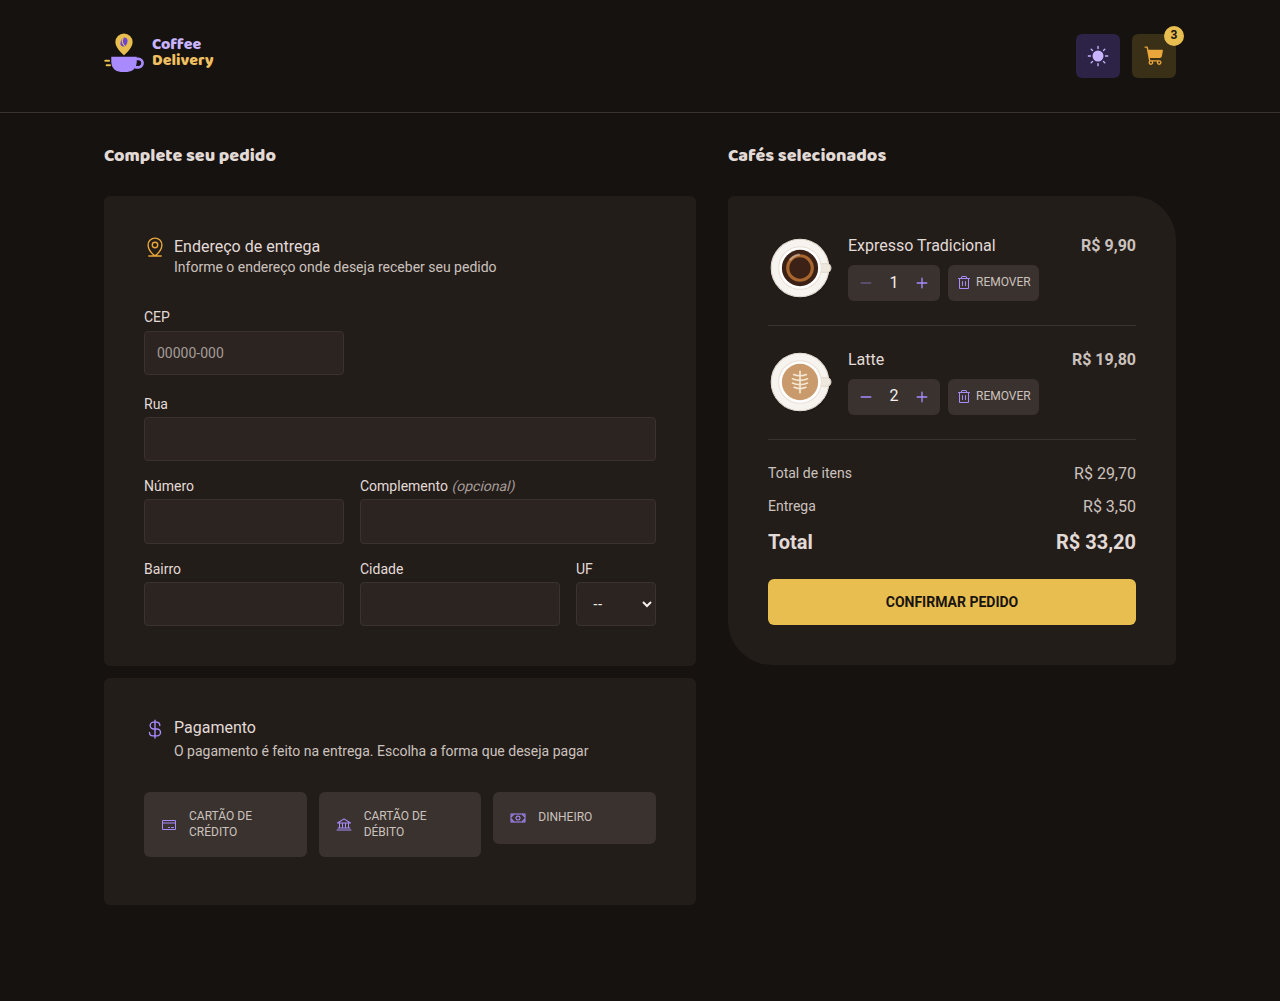 Coffee
Delivery
3
Complete seu pedido
Endereço de entrega
Informe o endereço onde deseja receber seu pedido
CEP
00000-000
Rua
Número
Complemento (opcional)
Bairro
Cidade
UF
--
Pagamento
O pagamento é feito na entrega. Escolha a forma que deseja pagar
CARTÃO DE
CRÉDITO
CARTÃO DE
DÉBITO
DINHEIRO
Cafés selecionados
Expresso Tradicional
R$ 9,90
1
REMOVER
Latte
R$ 19,80
2
REMOVER
Total de itens
R$ 29,70
Entrega
R$ 3,50
Total
R$ 33,20
CONFIRMAR PEDIDO